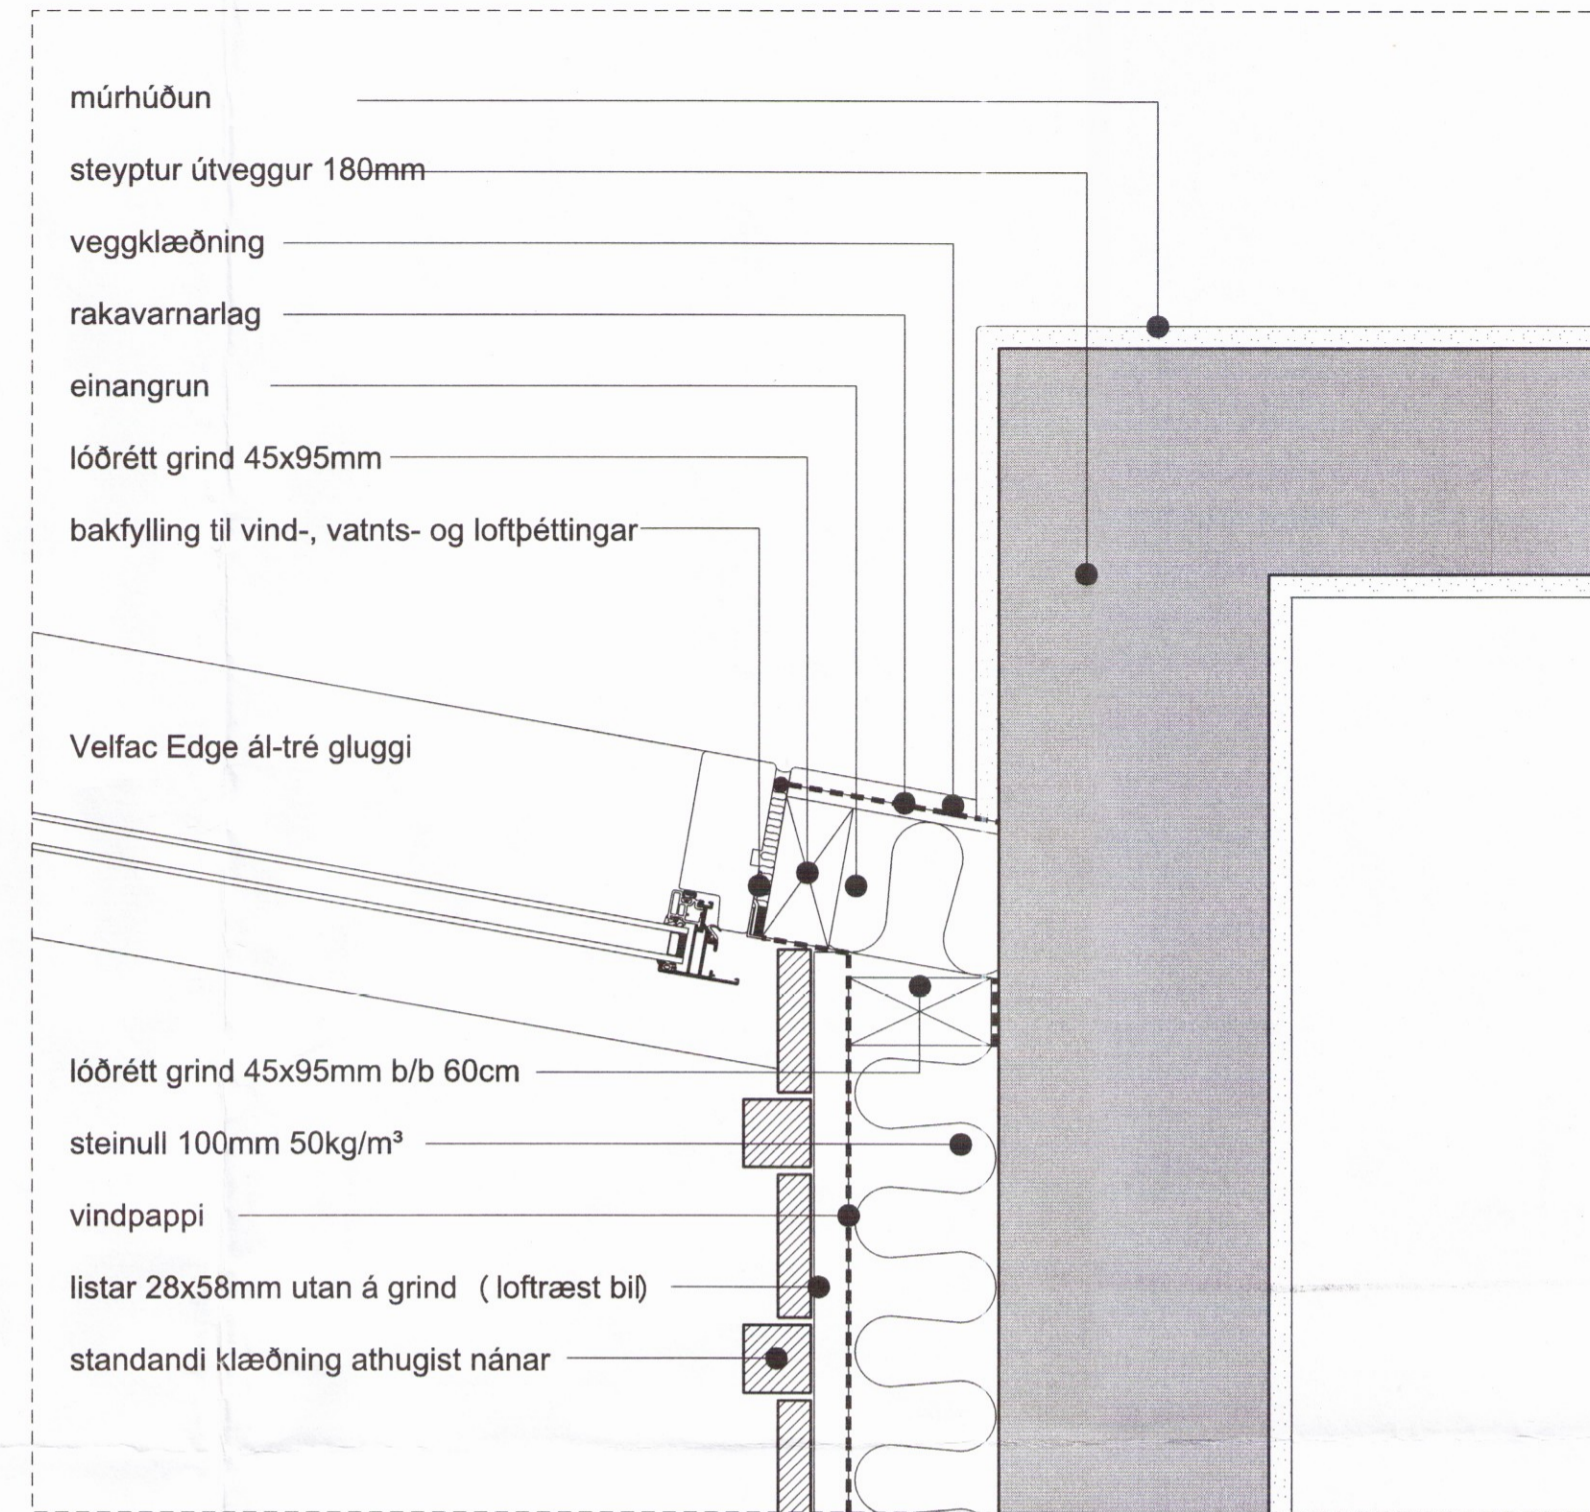 múrhúðun
steyptur útveggur 180mm
veggklæðning
rakavarnarlag
einangrun
lóðrétt grind 45x95mm
bakfylling til vind-, vatnts- og loftþéttingar
Velfac Edge ál-tré gluggi
lóðrétt grind 45x95mm b/b 60cm
steinull 100mm 50kg/m³
vindpappi
listar 28x58mm utan á grind ( loftræst bil)
standandi klæðning athugist nánar